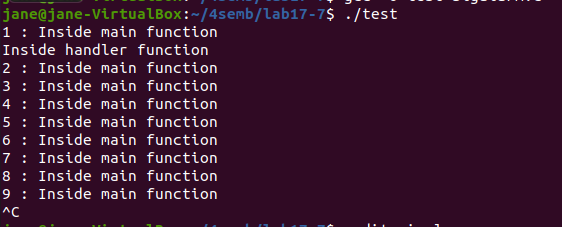 jane@jane-VirtualBox:~/4semb/lab17-7$ ./test
1 : Inside main function
Inside handler function
2 : Inside main function
3 : Inside main function
4 : Inside main function
5 : Inside main function
6 : Inside main function
7 : Inside main function
8 : Inside main function
9 : Inside main function
^C